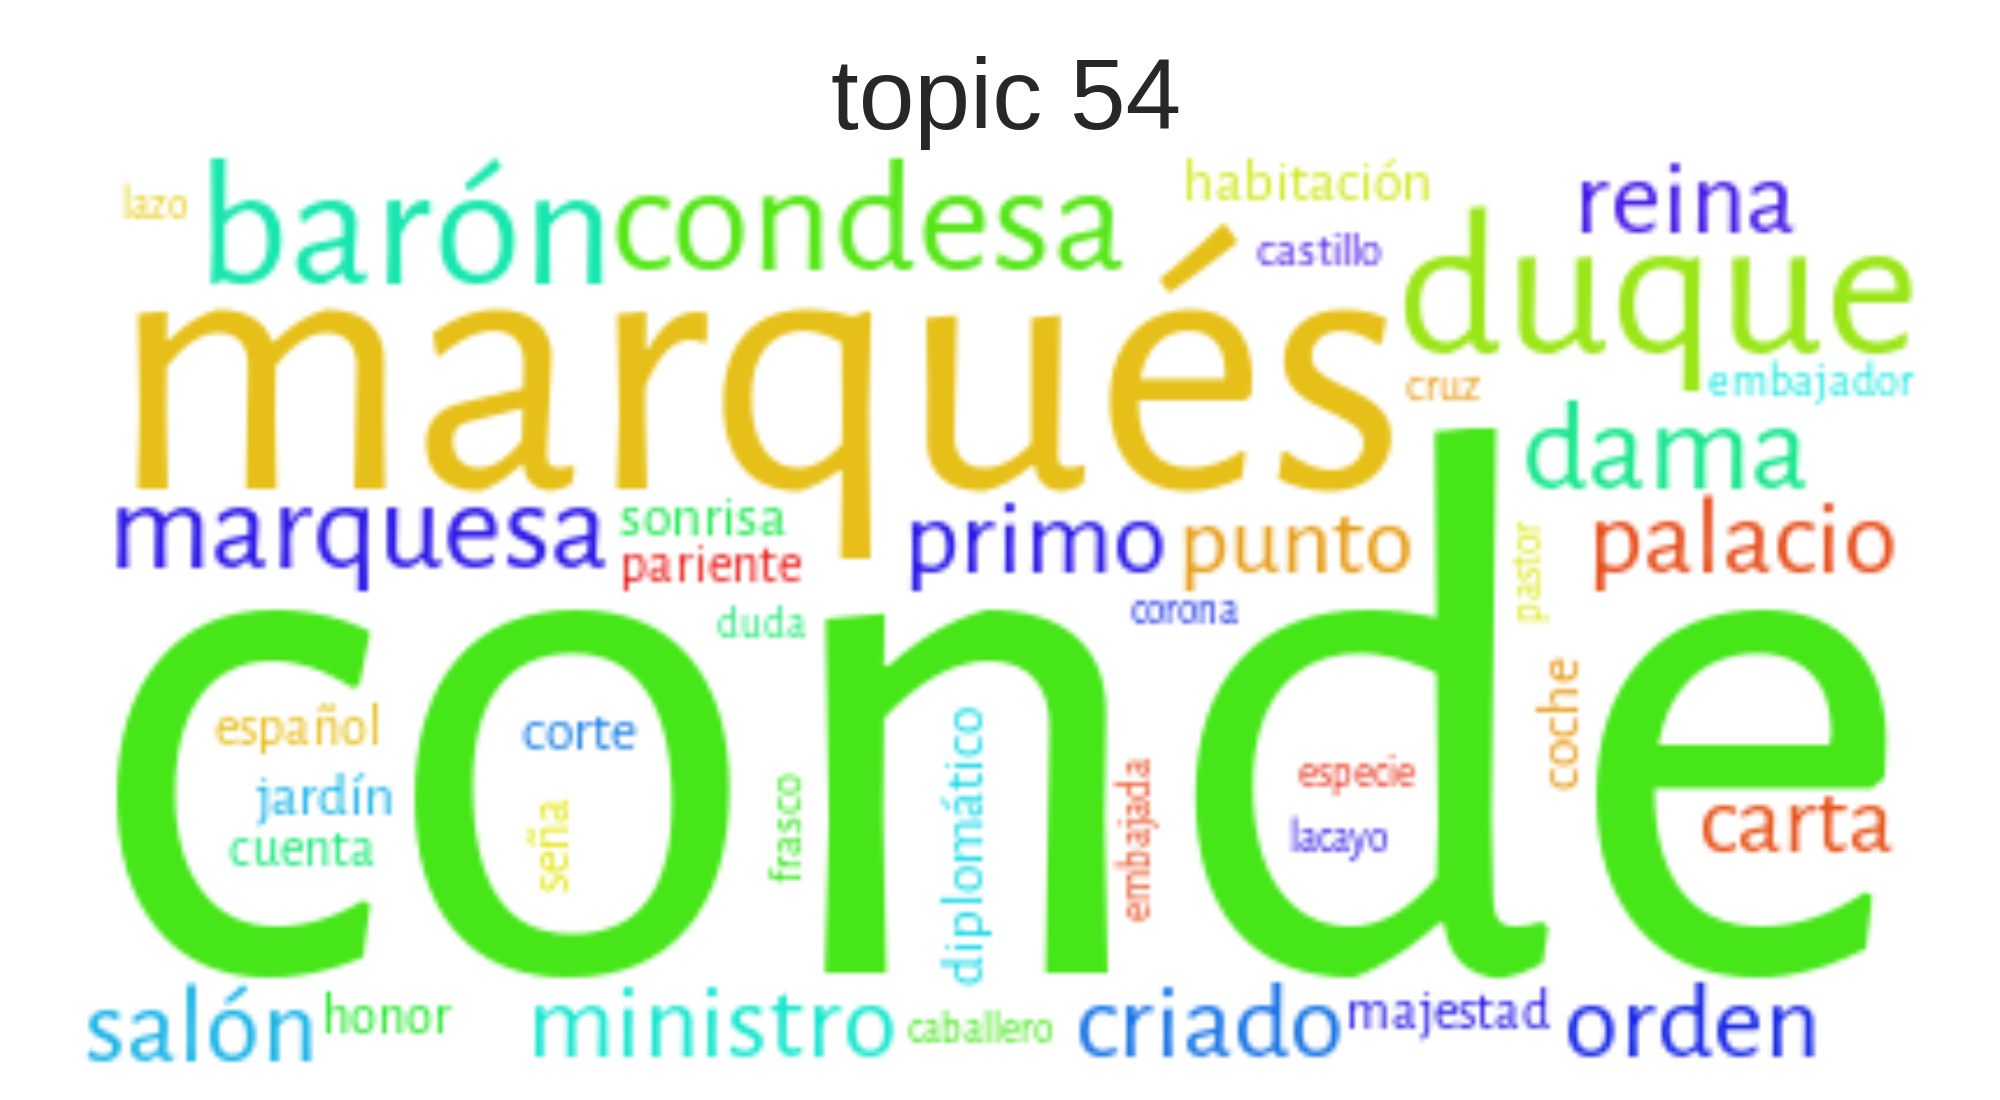 topic 54
lazo
barón
condesa
habitación
reina
castillo
duque
marqués
cruz
embajador
dama
marquesa
sonrisa
pariente
primo
punto
pastor
palacio
duda
corona
conde
español
corte
jardín
cuenta
seña
frasco
diplomático
embajada
especie
lacayo
coche
carta
salón
honor
ministro
caballero
criado
majestad
orden